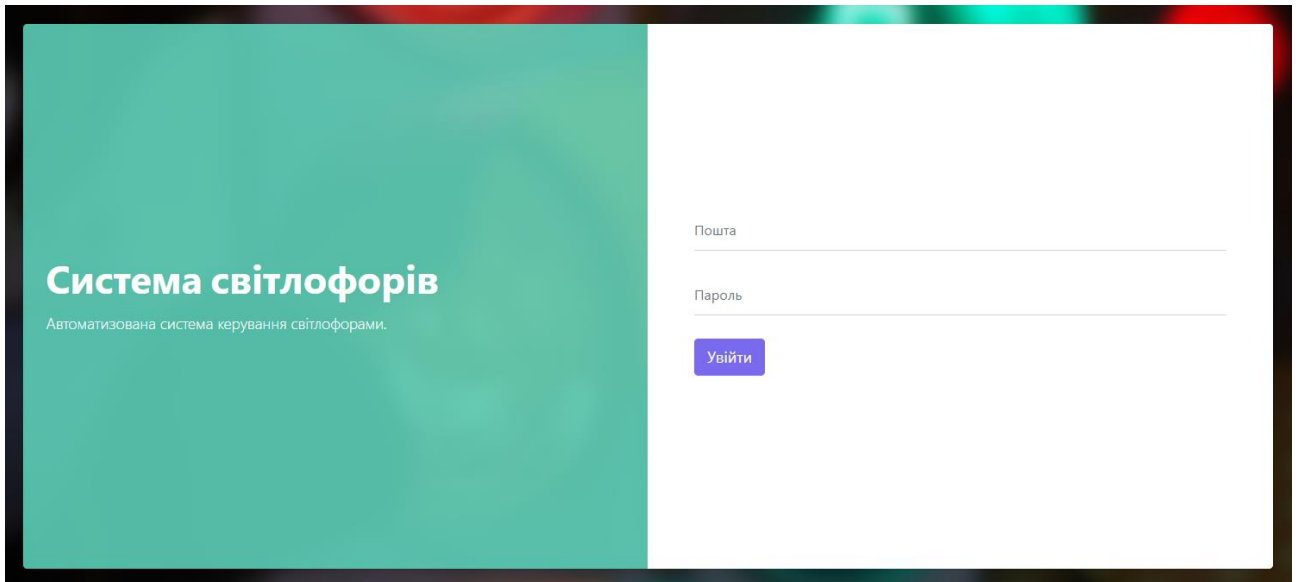 Система світлофорів
Автоматизована система керування світлофорами.
Пошта
Пароль
Увійти